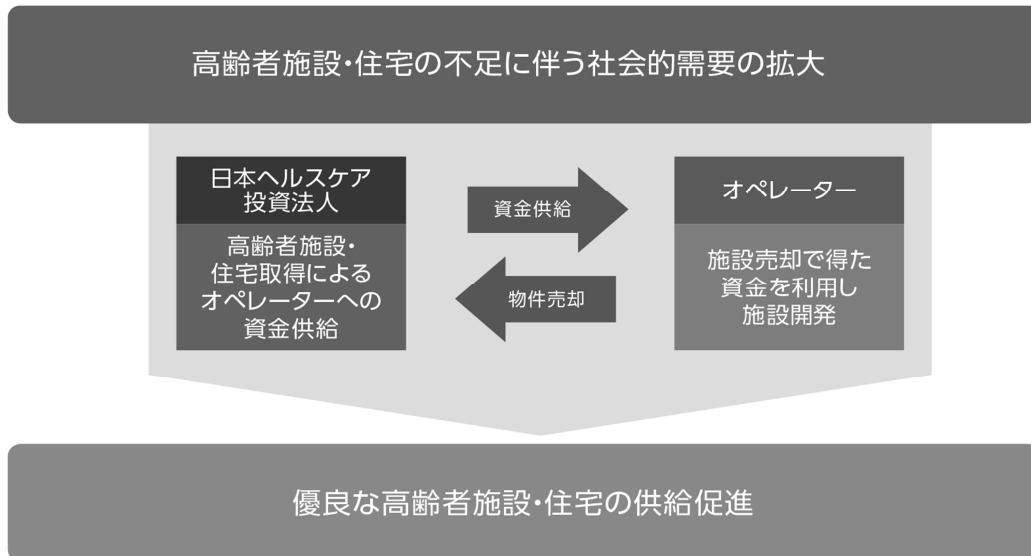 高齢者施設・住宅の不足に伴う社会的需要の拡大
日本ヘルスケア
投資法人
高齢者施設・
住宅取得による
オペレーターへの
資金供給
資金供給
物件売却
オペレーター
施設売却で得た
資金を利用し
施設開発
優良な高齢者施設・住宅の供給促進